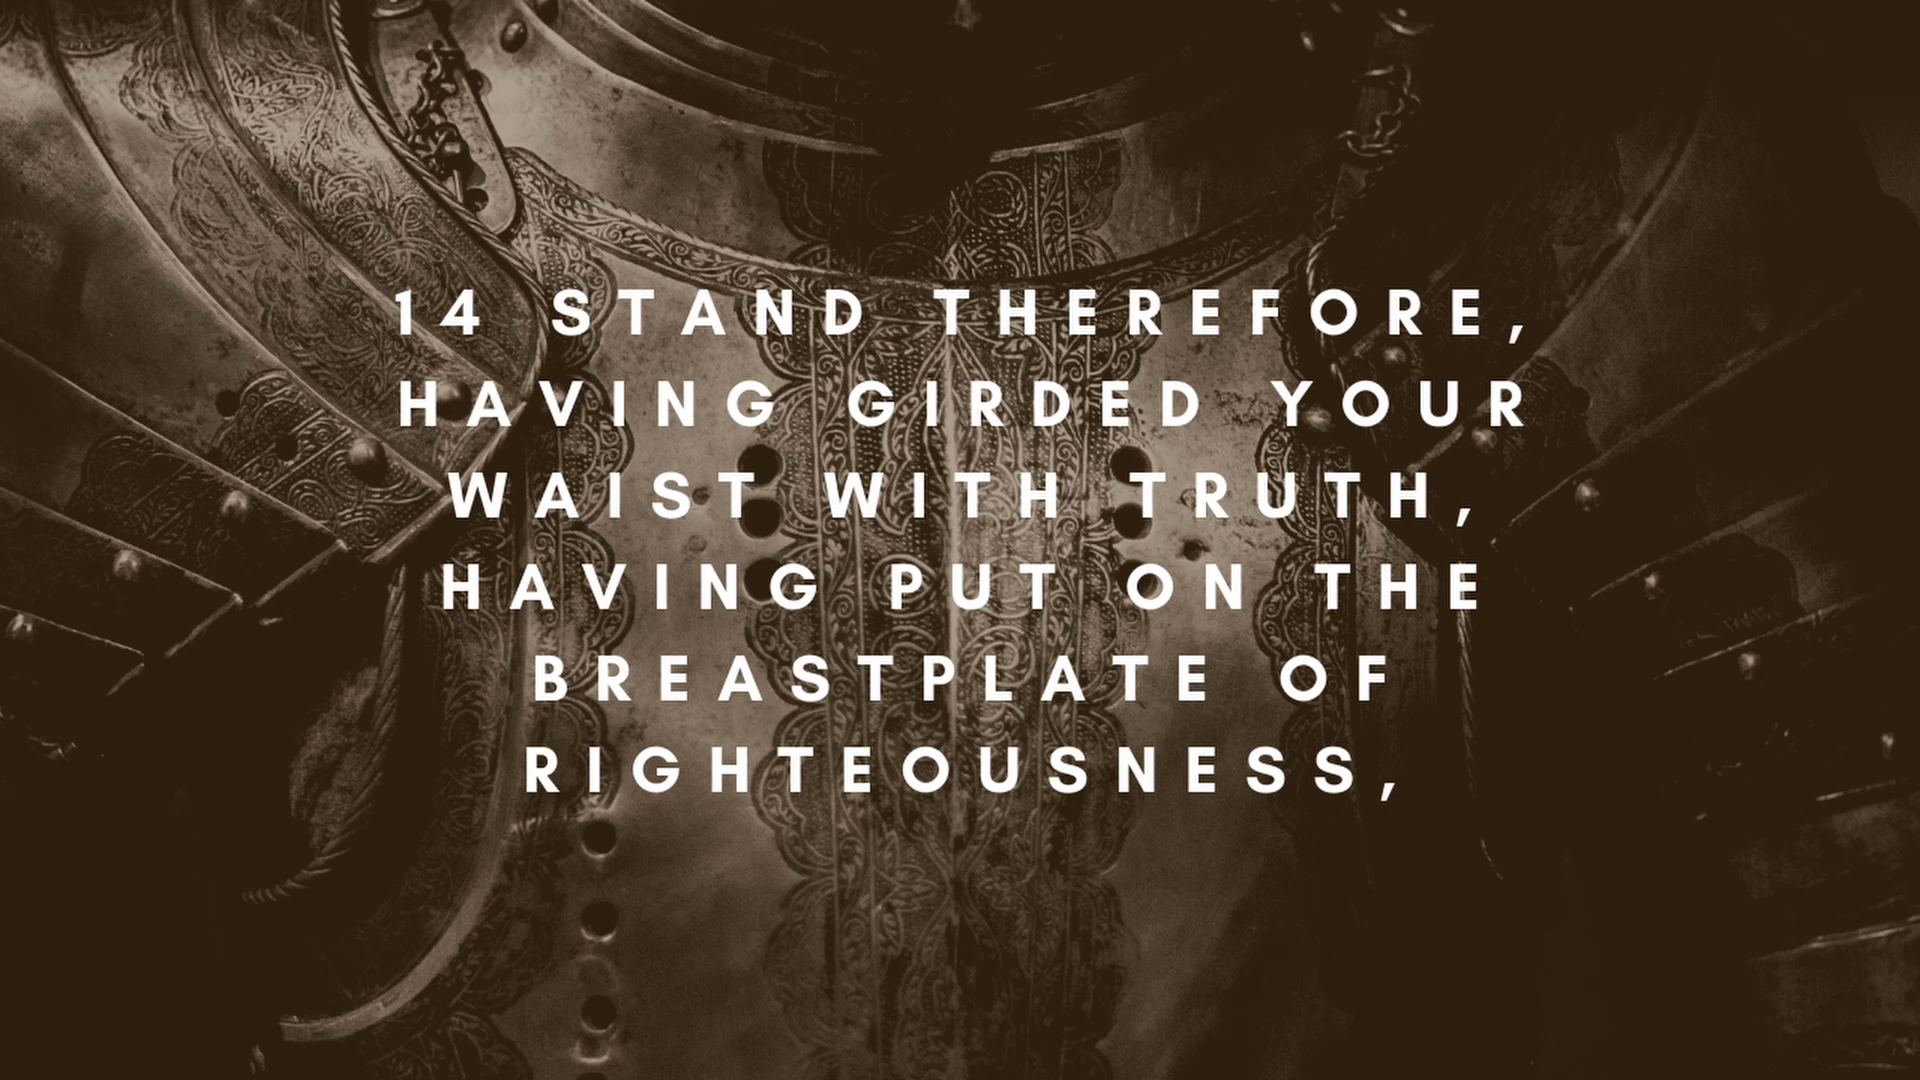 14 STAND THEREFORE,
HAVING GIRDED YOUR
WAIST WITH TRUTH,
HAVING PUT ON THE
BREASTPLATE OF
RIGHTEOUSNESS,